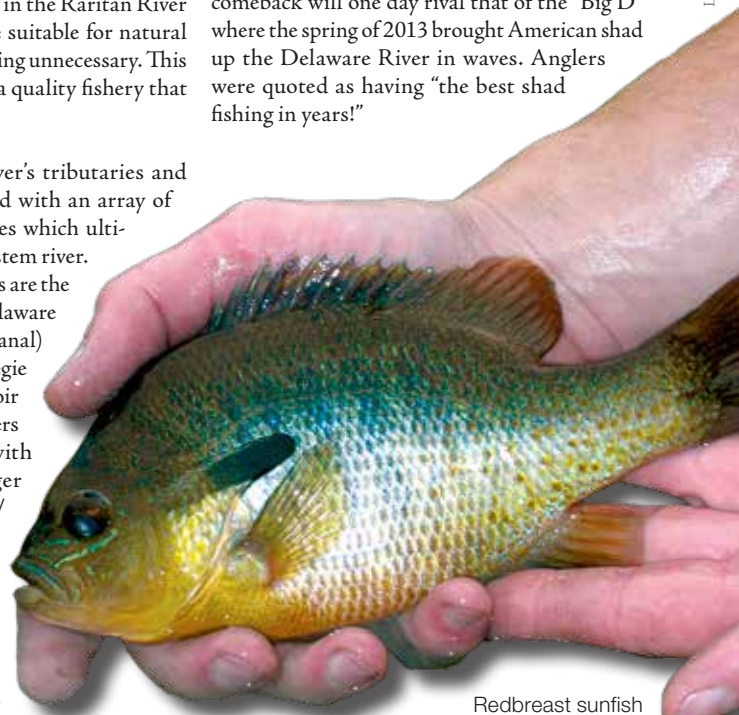 in the Raritan River
e suitable for natural
ing unnecessary. This
a quality fishery that
ver's tributaries and
d with an array of
es which ulti-
stem river.
s are the
laware
anal)
gie
oir
ers
with
ger
/
comeback will one day rival that of the "Big D"
where the spring of 2013 brought American shad
up the Delaware River in waves. Anglers
were quoted as having “the best shad
fishing in years!”
Redbreast sunfish